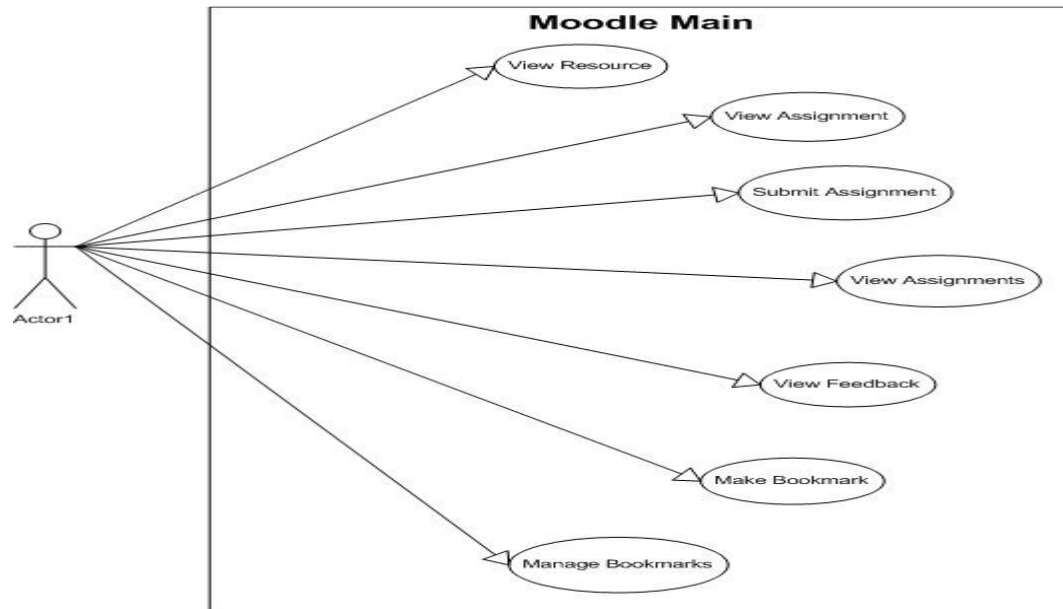 Moodle Main
View Resource
View Assignment
Submit Assignment
View Assignments
Actor1
View Feedback
Make Bookmark
Manage Bookmarks